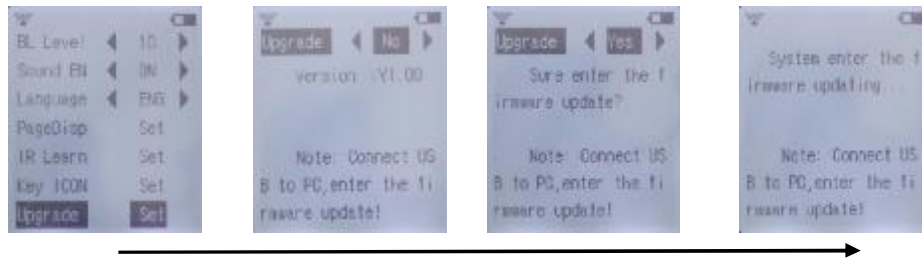 BL Level 10
Sound EN ON
Language ENG
PageDisp Set
IR Learn Set
Key ICON Set
Upgrade Set
Upgrade No
version :Y1.00
Note: Connect US
B to PC,enter the fi
rmware update!
Upgrade Yes
Sure enter the f
irmware update?
Note: Connect US
B to PC,enter the fi
rmware update!
System enter the f
irmware updating...
Note: Connect US
B to PC,enter the fi
rmware update!